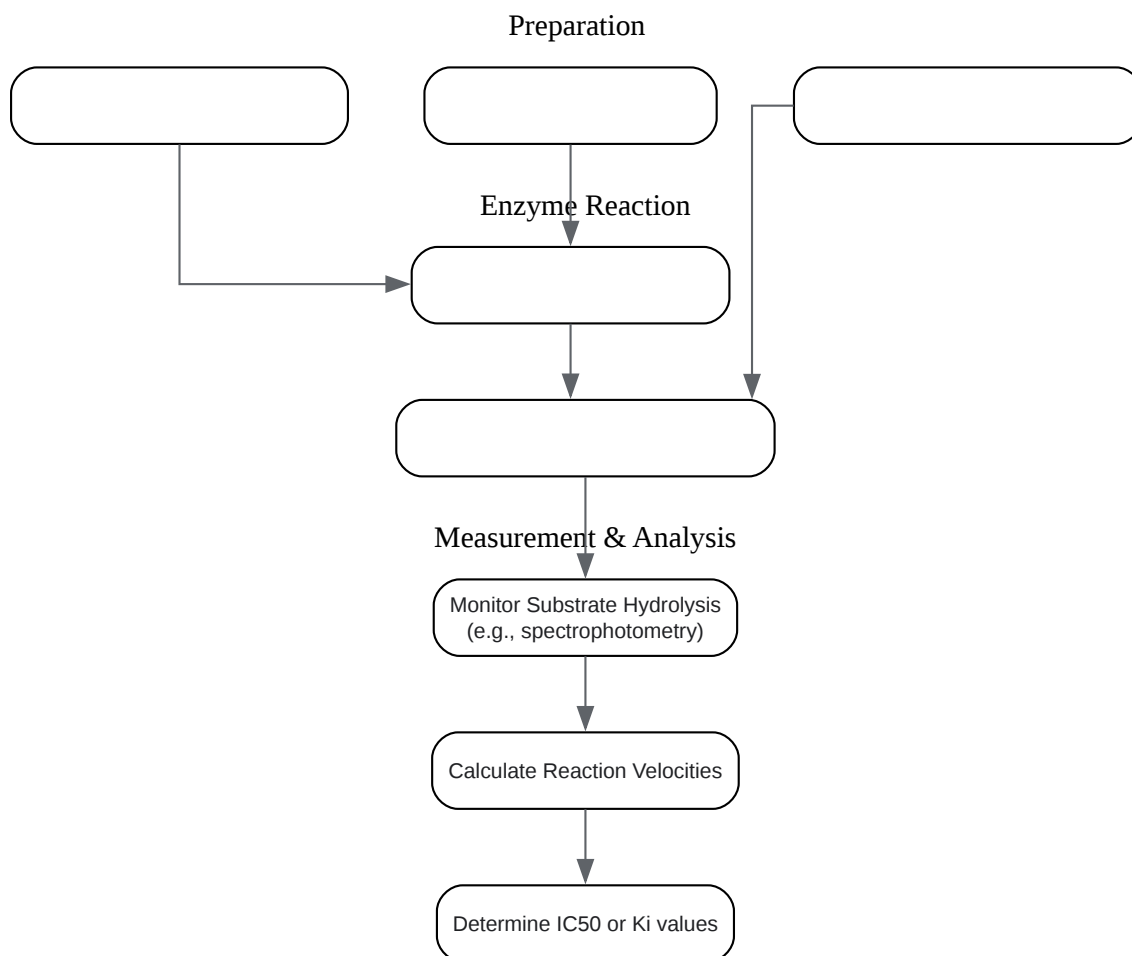 Preparation
Enzyme Reaction
Measurement & Analysis
Monitor Substrate Hydrolysis
(e.g., spectrophotometry)
Calculate Reaction Velocities
Determine IC50 or Ki values